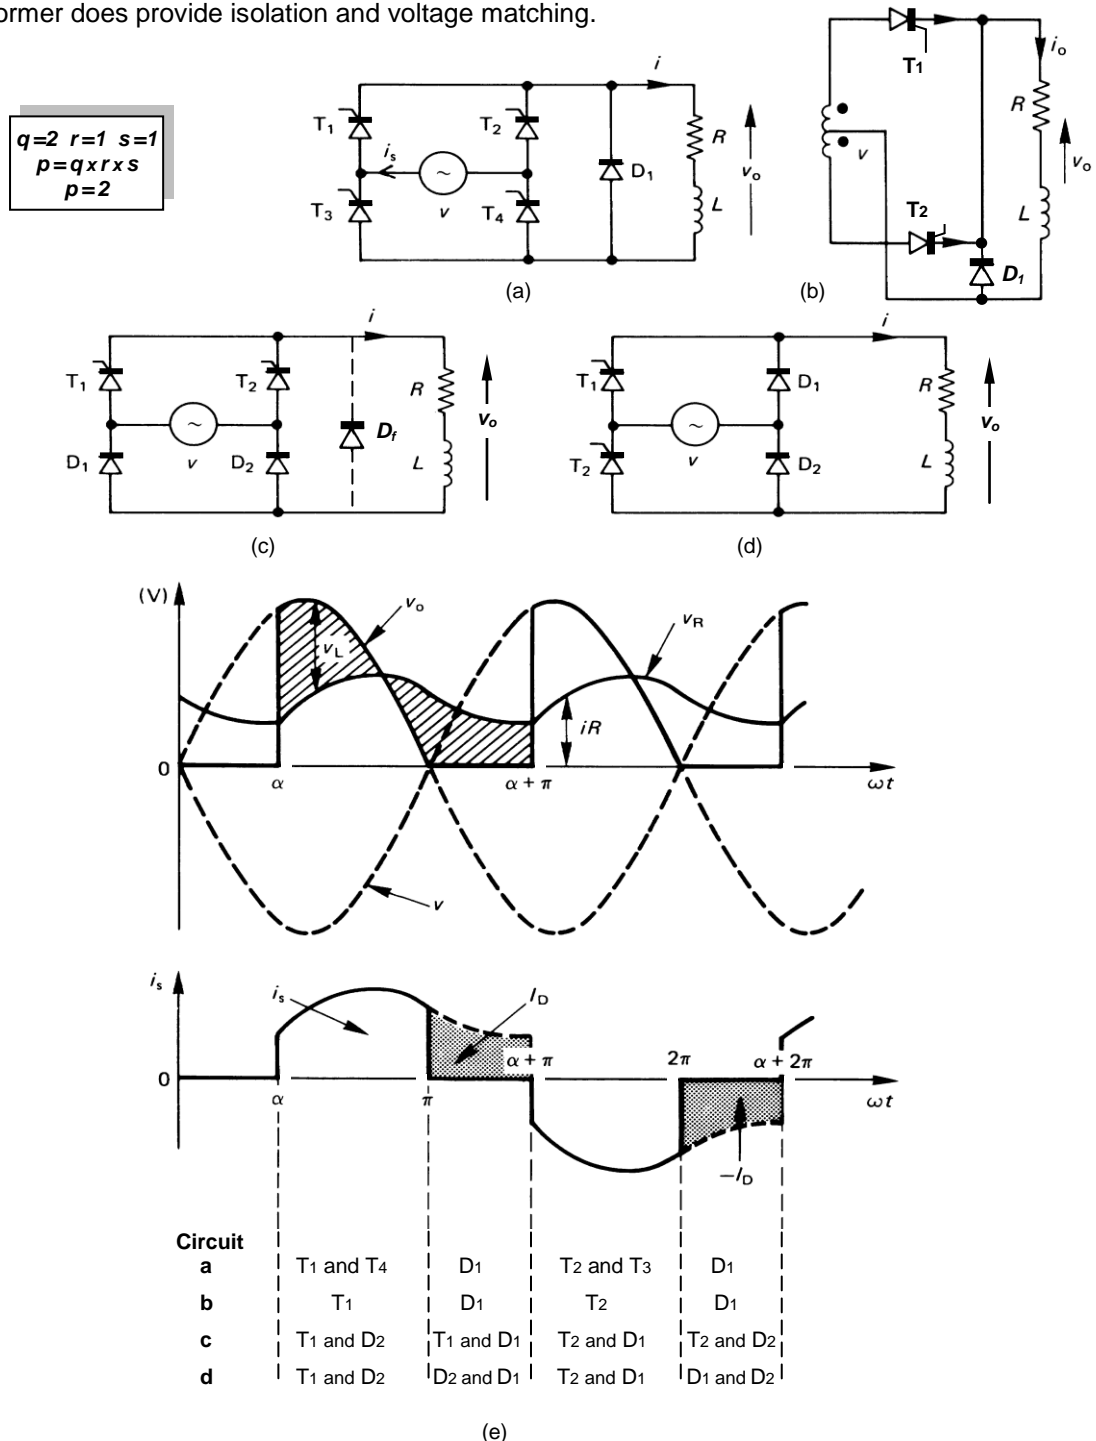 ormer does provide isolation and voltage matching.
q=2 r=1 s=1
p=q x r x s
p=2
T1 T2 i R
is D1 vo
T3 v T4 L
(a)
T1 io
R
v vo
T2 L
D1
(b)
i
T1 T2 R
v Df vo
D1 D2 L
(c)
i
T1 D1 R
v vo
T2 D2 L
(d)
(V)
vo
vL
vR
iR
0
α α + π ωt
v
is
is ID
α + π 2π α + 2π
0
α π ωt
−ID
Circuit
a T1 and T4 D1 T2 and T3 D1
b T1 D1 T2 D1
c T1 and D2 T1 and D1 T2 and D1 T2 and D2
d T1 and D2 D2 and D1 T2 and D1 D1 and D2
(e)